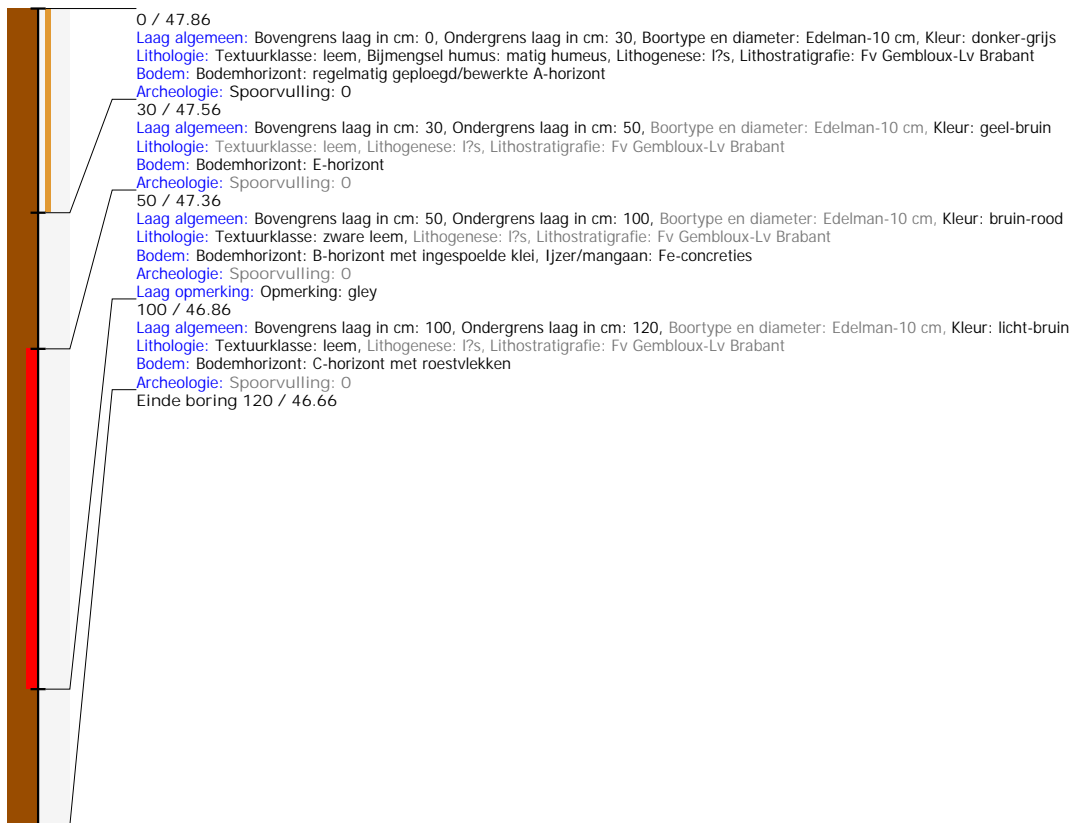 0 / 47.86
Laag algemeen: Bovengrens laag in cm: 0, Ondergrens laag in cm: 30, Boortype en diameter: Edelman-10 cm, Kleur: donker-grijs
Lithologie: Textuurklasse: leem, Bijmengsel humus: matig humeus, Lithogenese: l?s, Lithostratigrafie: Fv Gembloux-Lv Brabant
Bodem: Bodemhorizont: regelmatig geploegd/bewerkte A-horizont
Archeologie: Spoorvulling: 0
30 / 47.56
Laag algemeen: Bovengrens laag in cm: 30, Ondergrens laag in cm: 50, Boortype en diameter: Edelman-10 cm, Kleur: geel-bruin
Lithologie: Textuurklasse: leem, Lithogenese: l?s, Lithostratigrafie: Fv Gembloux-Lv Brabant
Bodem: Bodemhorizont: E-horizont
Archeologie: Spoorvulling: 0
50 / 47.36
Laag algemeen: Bovengrens laag in cm: 50, Ondergrens laag in cm: 100, Boortype en diameter: Edelman-10 cm, Kleur: bruin-rood
Lithologie: Textuurklasse: zware leem, Lithogenese: l?s, Lithostratigrafie: Fv Gembloux-Lv Brabant
Bodem: Bodemhorizont: B-horizont met ingespoelde klei, Ijzer/mangaan: Fe-concreties
Archeologie: Spoorvulling: 0
Laag opmerking: Opmerking: gley
100 / 46.86
Laag algemeen: Bovengrens laag in cm: 100, Ondergrens laag in cm: 120, Boortype en diameter: Edelman-10 cm, Kleur: licht-bruin
Lithologie: Textuurklasse: leem, Lithogenese: l?s, Lithostratigrafie: Fv Gembloux-Lv Brabant
Bodem: Bodemhorizont: C-horizont met roestvlekken
Archeologie: Spoorvulling: 0
Einde boring 120 / 46.66